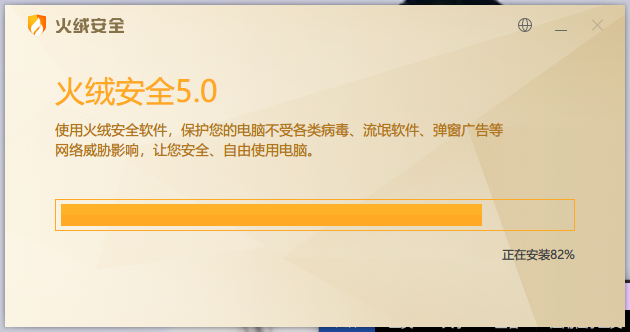 火绒安全
火绒安全5.0
使用火绒安全软件，保护您的电脑不受各类病毒、流氓软件、弹窗广告等
网络威胁影响，让您安全、自由使用电脑。
正在安装82%